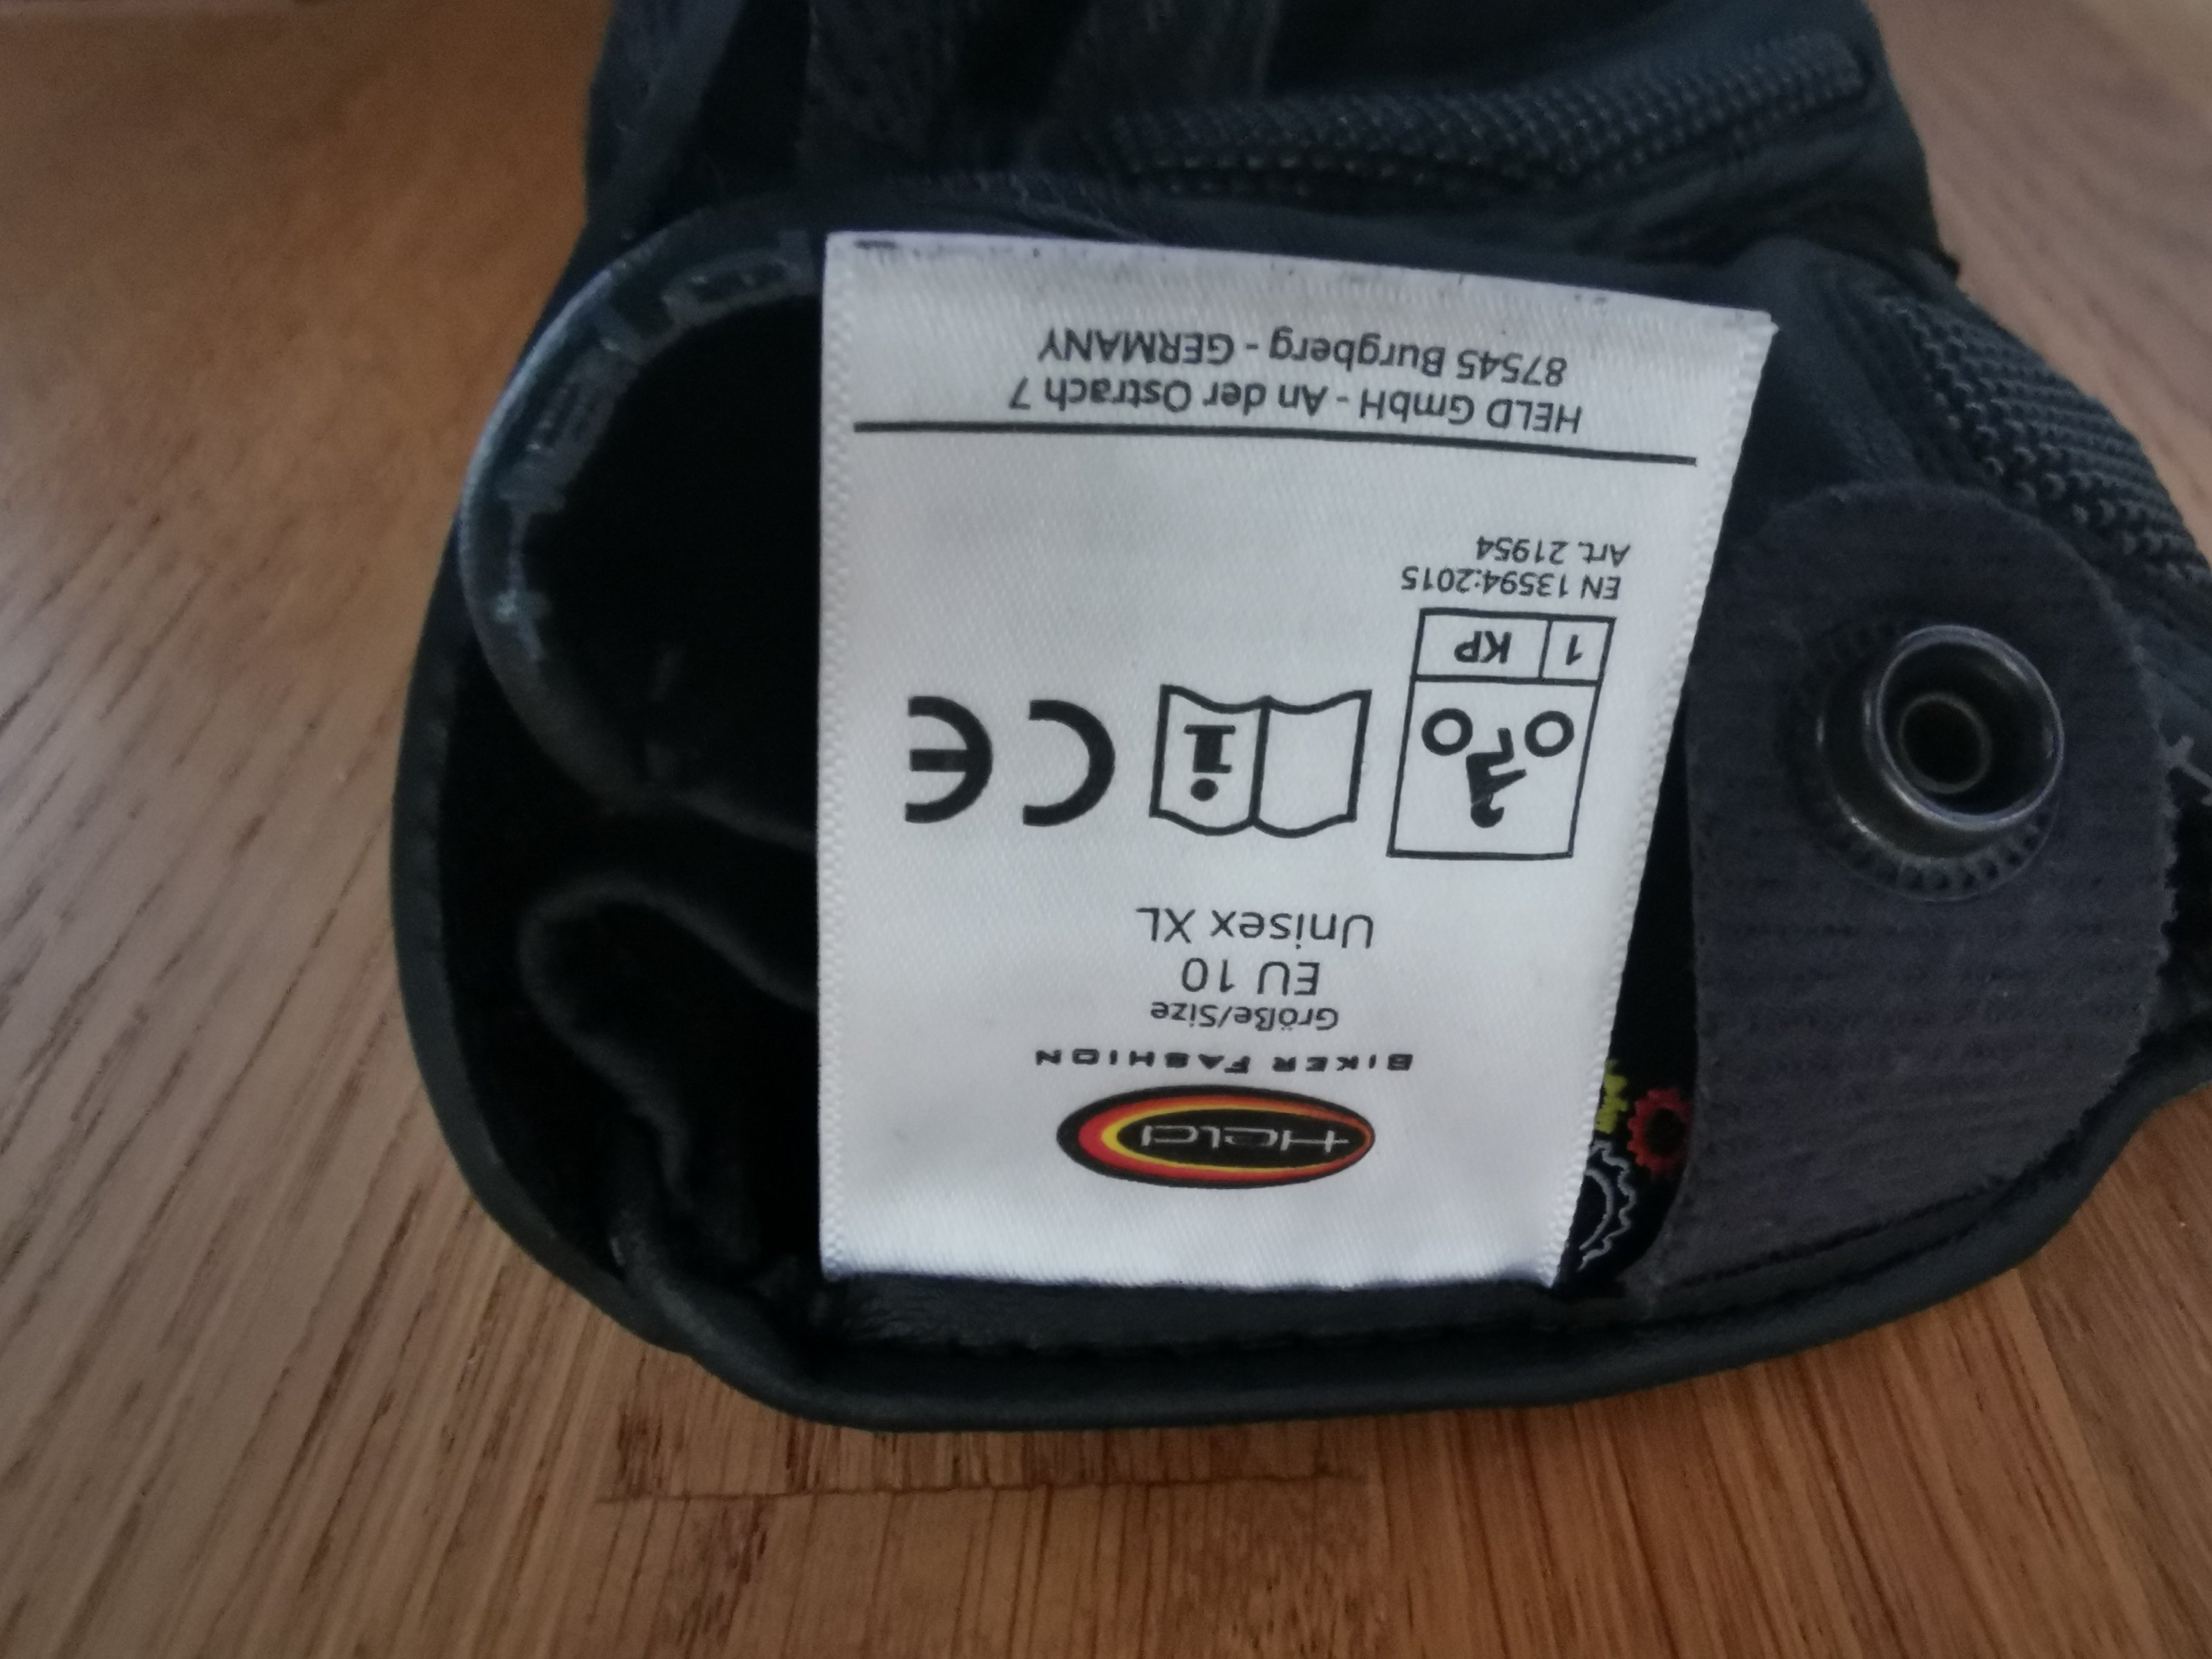 Held
BIKER FASHION
Größe/Size
EU 10
Unisex XL
i
CE
1 KP
EN 13594:2015
Art. 21954
HELD GmbH - An der Ostrach 7
87545 Burgberg - GERMANY